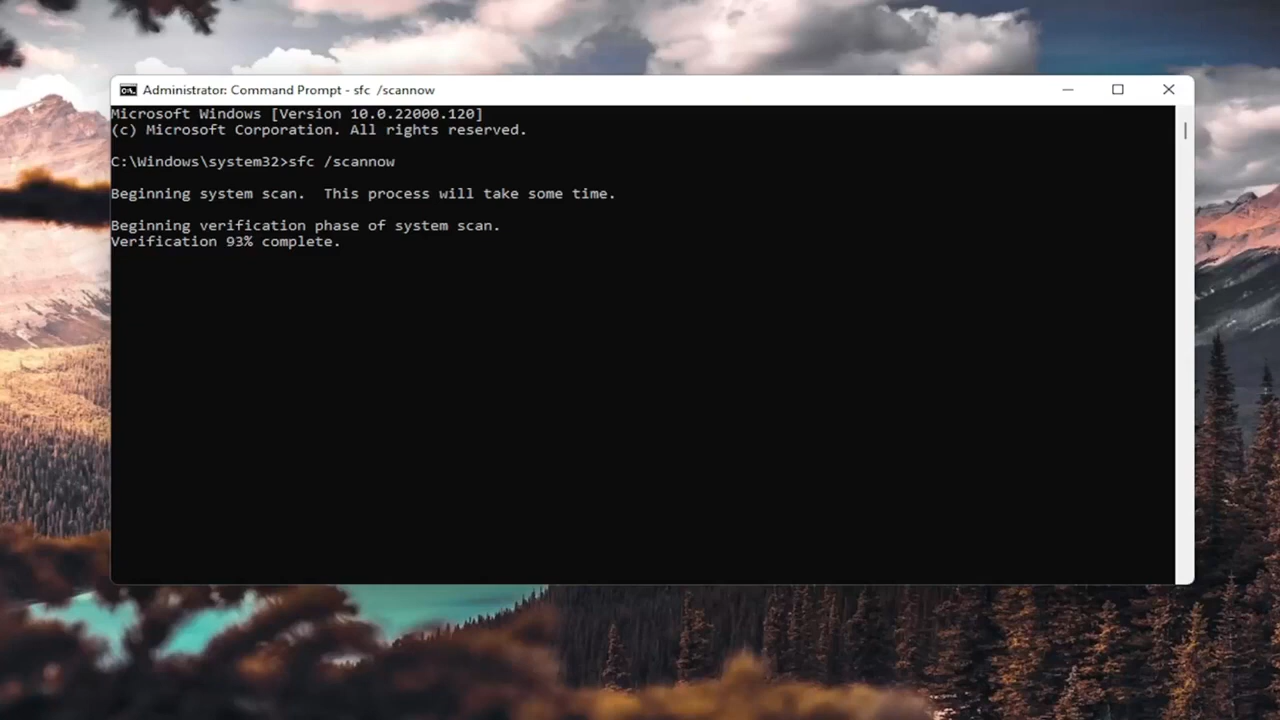 Administrator: Command Prompt - sfc  /scannow
Microsoft Windows [Version 10.0.22000.120]
(c) Microsoft Corporation. All rights reserved.
C:\Windows\system32>sfc /scannow
Beginning system scan.  This process will take some time.
Beginning verification phase of system scan.
Verification 93% complete.